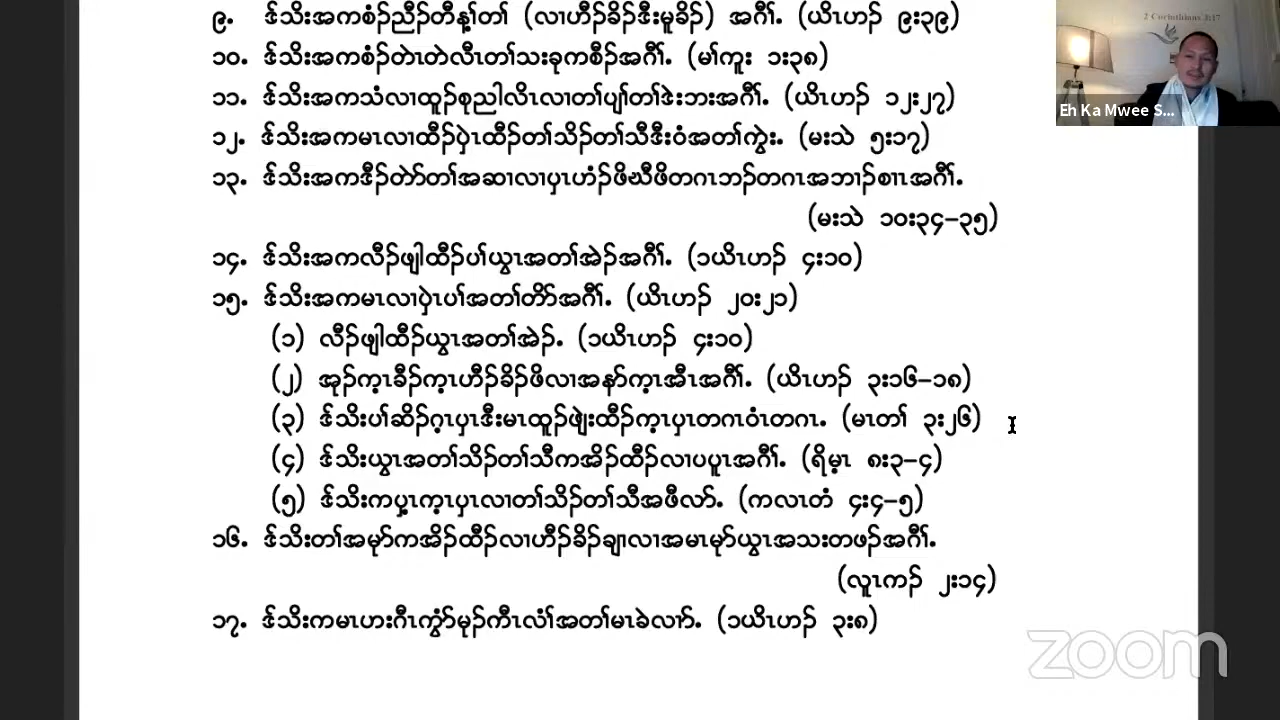 ၉. ဒ်သိးအကစံၣ်ညီၣ်တီန့ၢ်တၢ် (လၢဟီၣ်ခိၣ်ဒီးမူခိၣ်) အဂီၢ်. (ယိၤဟၣ် ၉း၃၉)
၁၀. ဒ်သိးအကစံၣ်တဲၤတဲလီၤတၢ်သးခုကစီၣ်အဂီၢ်. (မၢ်ကူး ၁း၃၈)
၁၁. ဒ်သိးအကသံလၢထူၣ်စုညါလိၤလၢတၢ်ပျၢ်တၢ်ဒဲးဘးအဂီၢ်. (ယိၤဟၣ် ၁၂း၂၇)
၁၂. ဒ်သိးအကမၤလၢထီၣ်ပှဲၤထီၣ်တၢ်သိၣ်တၢ်သီဒီးဝံအတၢ်ကွဲး. (မးသဲ ၅း၁၇)
၁၃. ဒ်သိးအကဒီၣ်တဲာ်တၢ်အဆၢလၢပှၤဟံၣ်ဖိဃီဖိတဂၤဘၣ်တဂၤအဘၢၣ်စၢၤအဂီၢ်.
(မးသဲ ၁၀း၃၄–၃၅)
၁၄. ဒ်သိးအကလီၣ်ဖျါထီၣ်ပၢ်ယွၤအတၢ်အဲၣ်အဂီၢ်. (၁ယိၤဟၣ် ၄း၁၀)
၁၅. ဒ်သိးအကမၤလၢပှဲၤပၢ်အတၢ်တိာ်အဂီၢ်. (ယိၤဟၣ် ၂၀း၂၁)
(၁) လီၣ်ဖျါထီၣ်ယွၤအတၢ်အဲၣ်. (၁ယိၤဟၣ် ၄း၁၀)
(၂) အုၣ်က့ၤခီၣ်က့ၤဟီၣ်ခိၣ်ဖိလၢအနာ်က့ၤအီၤအဂီၢ်. (ယိၤဟၣ် ၃း၁၆–၁၈)
(၃) ဒ်သိးပၢ်ဆိၣ်ဂ့ၤပှၤဒီးမၤထူၣ်ဖျဲးထီၣ်က့ၤပှၤတဂၤဝံၤတဂၤ. (မၤတၢ် ၃း၂၆)
(၄) ဒ်သိးယွၤအတၢ်သိၣ်တၢ်သီကအိၣ်ထီၣ်လၢပပူၤအဂီၢ်. (ရိမ့ၤ ၈း၃–၄)
(၅) ဒ်သိးကပှ့ၤက့ၤပှၤလၢတၢ်သိၣ်တၢ်သီအဖီလာ်. (ကလၤတံ ၄း၄–၅)
၁၆. ဒ်သိးတၢ်အမုာ်ကအိၣ်ထီၣ်လၢဟီၣ်ခိၣ်ချၢလၢအမၤမုာ်ယွၤအသးတဖၣ်အဂီၢ်.
(လူၤကၣ် ၂း၁၄)
၁၇. ဒ်သိးကမၤဟးဂီၤကွံာ်မုၣ်ကီၤလံၢ်အတၢ်မၤခဲလၢာ်. (၁ယိၤဟၣ် ၃း၈)
2 Corinthians 3:17
Eh Ka Mwee S...
zoom